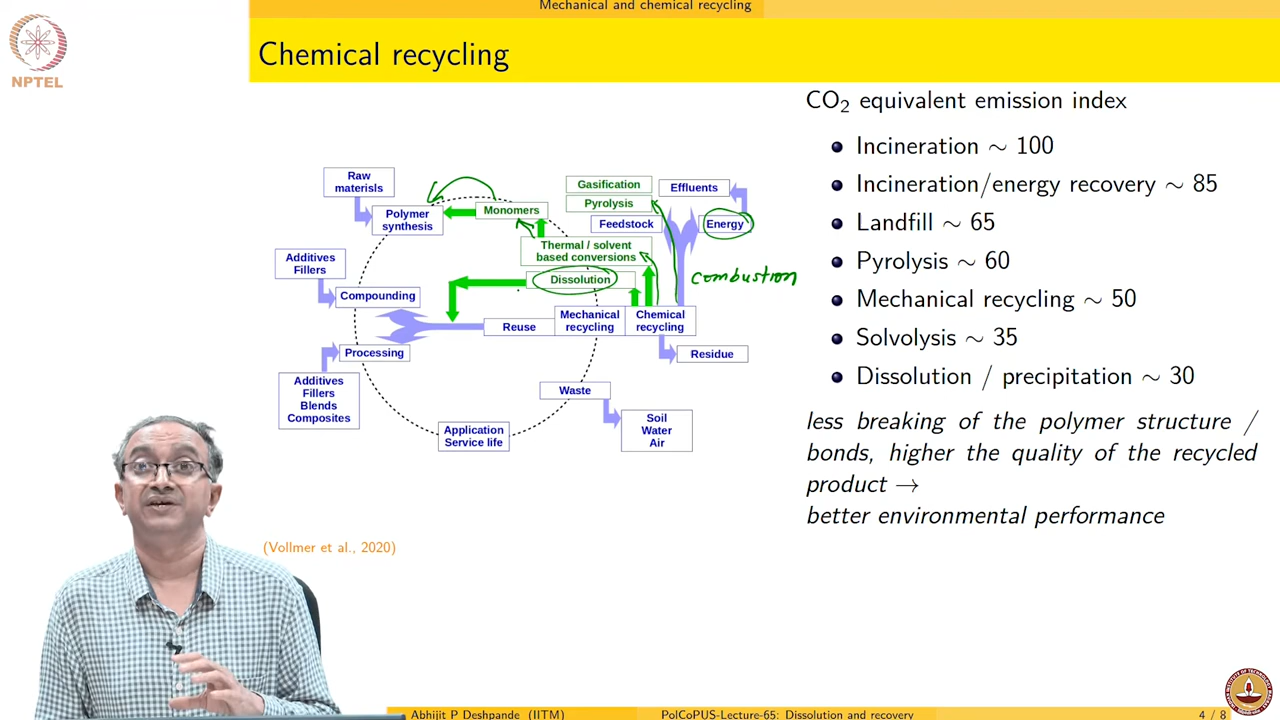 Mechanical and chemical recycling
NPTEL
Chemical recycling
CO₂ equivalent emission index
Incineration ∼ 100
Incineration/energy recovery ∼ 85
Landfill ∼ 65
Pyrolysis ∼ 60
Mechanical recycling ∼ 50
Solvolysis ∼ 35
Dissolution / precipitation ∼ 30
less breaking of the polymer structure /
bonds, higher the quality of the recycled
product →
better environmental performance
Raw
materisls
Polymer
synthesis
Monomers
Gasification
Pyrolysis
Feedstock
Effluents
Energy
Thermal / solvent
based conversions
Dissolution
combustion
Additives
Fillers
Compounding
Reuse
Mechanical
recycling
Chemical
recycling
Residue
Processing
Additives
Fillers
Blends
Composites
Waste
Soil
Water
Air
Application
Service life
(Vollmer et al., 2020)
Abhijit P Deshpande (IITM)
PolCoPUS-Lecture-65: Dissolution and recovery
4 / 8